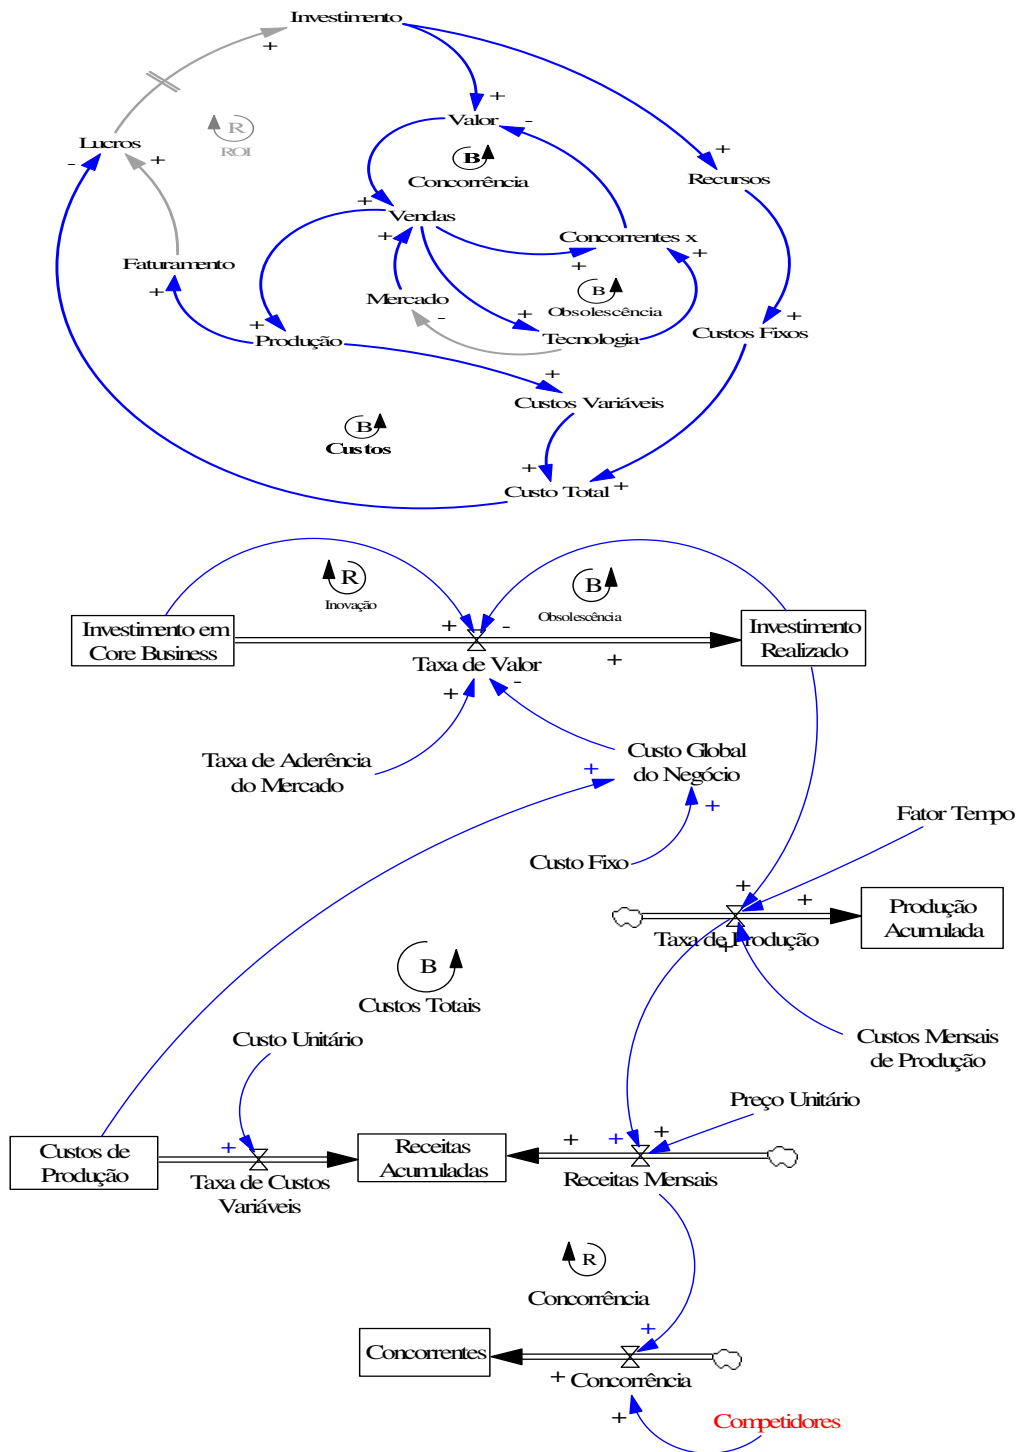 Investimento
+
+
Valor
-
Lucros
-
+
R
ROI
B
Concorrência
+
Recursos
+
Vendas
+
Concorrentes x
+
+
Faturamento
+
Mercado
-
B
Obsolescência
+
Tecnologia
+
Custos Fixos
+
Produção
+
Custos Variáveis
B
Custos
+
Custo Total
+
R
Inovação
B
Obsolescência
Investimento em
Core Business
+
-
Taxa de Valor
+
Investimento
Realizado
+
-
Taxa de Aderência
do Mercado
Custo Global
do Negócio
+
+
Fator Tempo
Custo Fixo
+
+
Taxa de Produção
+
Produção
Acumulada
B
Custos Totais
Custo Unitário
Custos Mensais
de Produção
Preço Unitário
Custos de
Produção
+
Taxa de Custos
Variáveis
Receitas
Acumuladas
+
+
+
Receitas Mensais
R
Concorrência
+
Concorrentes
+
Concorrência
+
Competidores